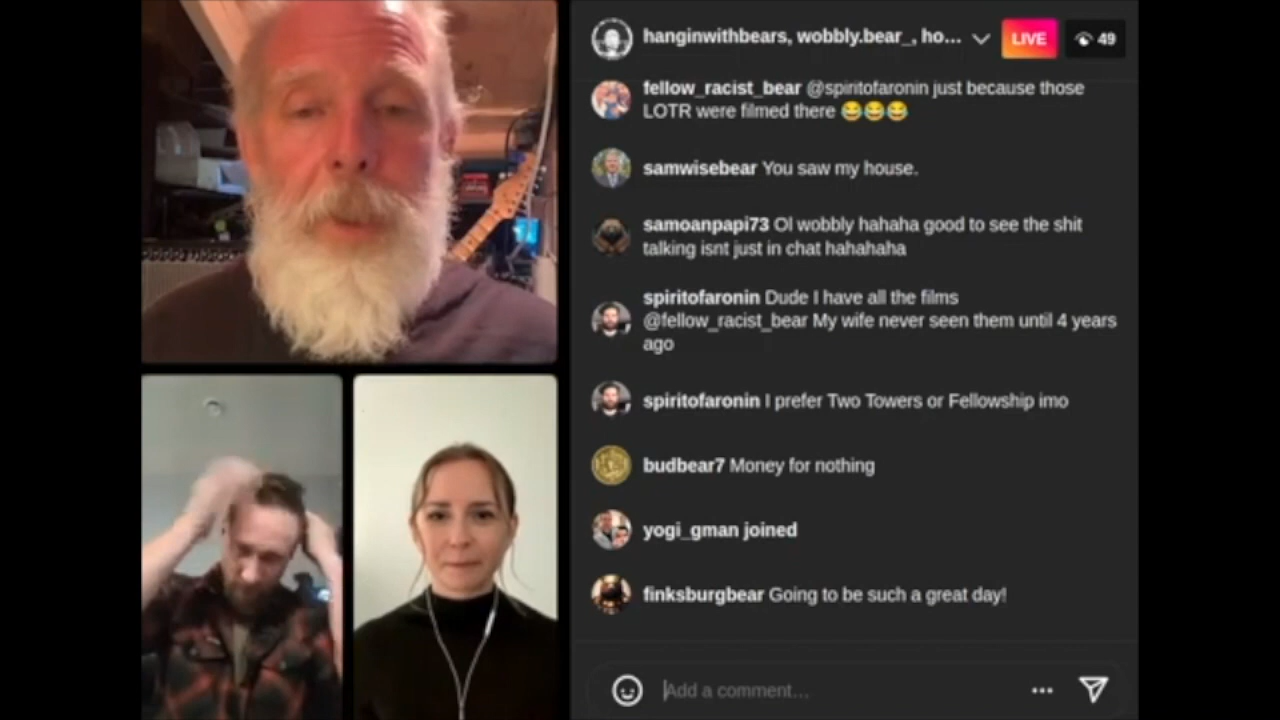 hanginwithbears, wobbly.bear_, ho...
LIVE
49
fellow_racist_bear @spiritofaronin just because those
LOTR were filmed there 😂😂😂
samwisebear You saw my house.
samoanpapi73 Ol wobbly hahaha good to see the shit
talking isnt just in chat hahahaha
spiritofaronin Dude I have all the films
@fellow_racist_bear My wife never seen them until 4 years
ago
spiritofaronin I prefer Two Towers or Fellowship imo
budbear7 Money for nothing
yogi_gman joined
finksburgbear Going to be such a great day!
Add a comment...